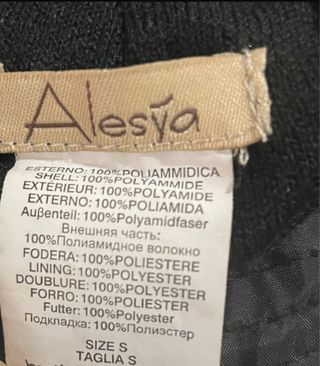 Alesya
ESTERNO: 100%POLIAMMIDICA
SHELL: 100%POLYAMMIDE
EXTÉRIEUR: 100%POLYAMIDE
EXTERNO: 100%POLIAMIDA
Außenteil: 100%Polyamidfaser
Внешняя часть:
100%Полиамидное волокно
FODERA: 100%POLIESTERE
LINING: 100%POLYESTER
DOUBLURE: 100%POLYESTER
FORRO: 100%POLIESTER
Futter: 100%Polyester
Подкладка: 100%Полиэстер
SIZE S
TAGLIA S